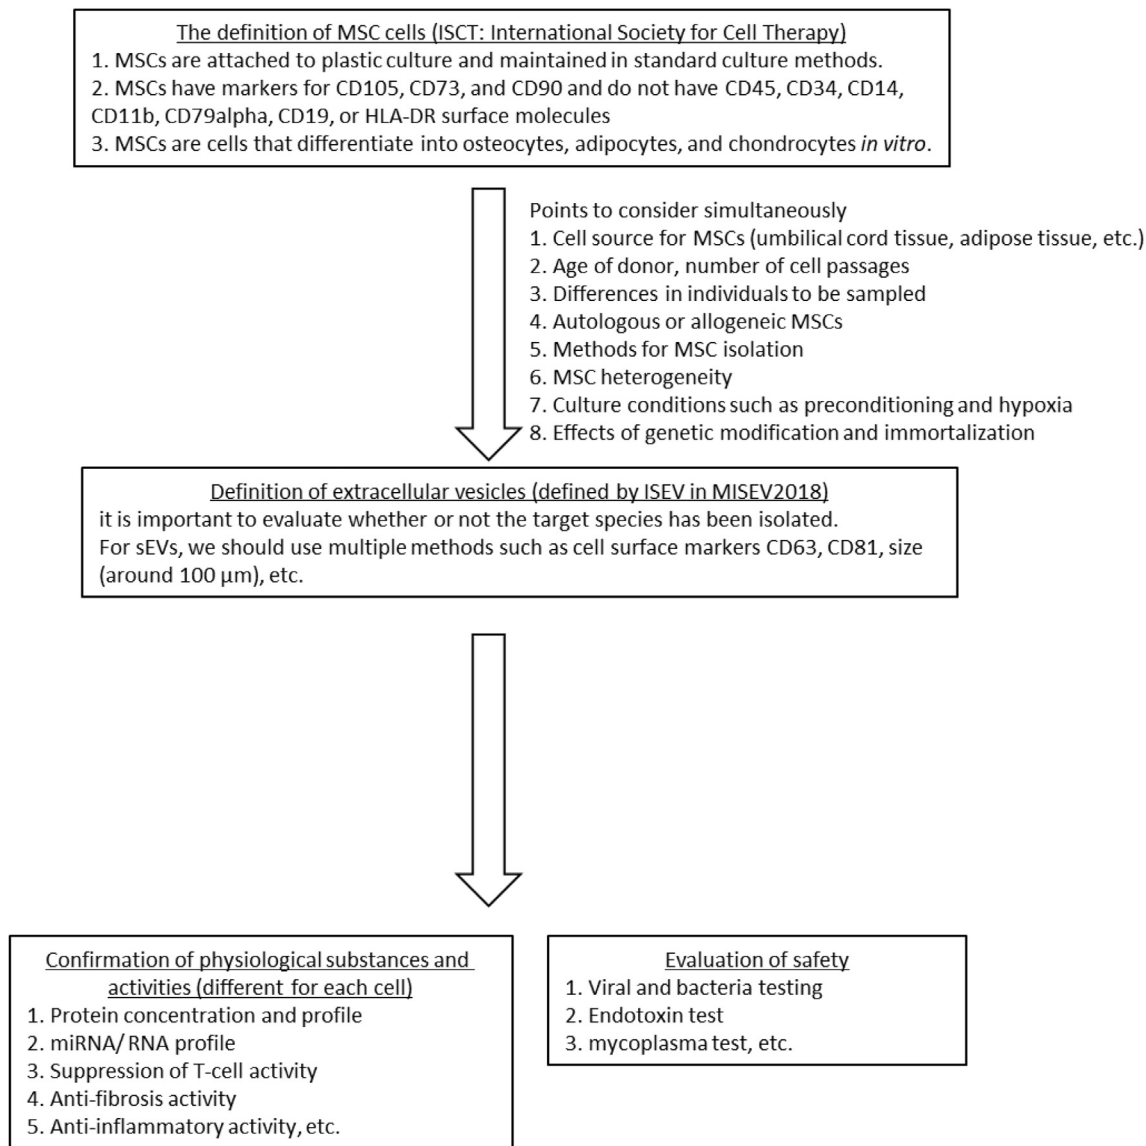 The definition of MSC cells (ISCT: International Society for Cell Therapy)
1. MSCs are attached to plastic culture and maintained in standard culture methods.
2. MSCs have markers for CD105, CD73, and CD90 and do not have CD45, CD34, CD14,
CD11b, CD79alpha, CD19, or HLA-DR surface molecules
3. MSCs are cells that differentiate into osteocytes, adipocytes, and chondrocytes in vitro.
Points to consider simultaneously
1. Cell source for MSCs (umbilical cord tissue, adipose tissue, etc.)
2. Age of donor, number of cell passages
3. Differences in individuals to be sampled
4. Autologous or allogeneic MSCs
5. Methods for MSC isolation
6. MSC heterogeneity
7. Culture conditions such as preconditioning and hypoxia
8. Effects of genetic modification and immortalization
Definition of extracellular vesicles (defined by ISEV in MISEV2018)
it is important to evaluate whether or not the target species has been isolated.
For sEVs, we should use multiple methods such as cell surface markers CD63, CD81, size
(around 100 μm), etc.
Confirmation of physiological substances and
activities (different for each cell)
1. Protein concentration and profile
2. miRNA/ RNA profile
3. Suppression of T-cell activity
4. Anti-fibrosis activity
5. Anti-inflammatory activity, etc.
Evaluation of safety
1. Viral and bacteria testing
2. Endotoxin test
3. mycoplasma test, etc.